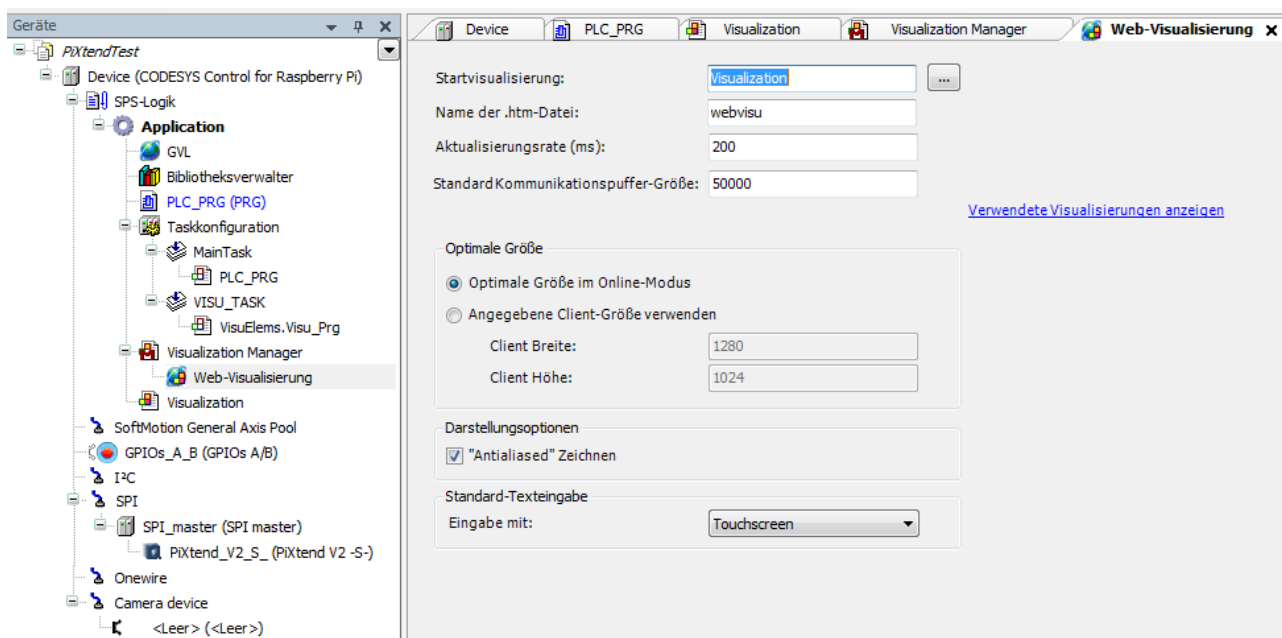 Geräte
PiXtendTest
Device (CODESYS Control for Raspberry Pi)
SPS-Logik
Application
GVL
Bibliotheksverwalter
PLC_PRG (PRG)
Taskkonfiguration
MainTask
PLC_PRG
VISU_TASK
VisuElems.Visu_Prg
Visualization Manager
Web-Visualisierung
Visualization
SoftMotion General Axis Pool
GPIOs_A_B (GPIOs A/B)
I²C
SPI
SPI_master (SPI master)
PiXtend_V2_S_ (PiXtend V2 -S-)
Onewire
Camera device
<Leer> (<Leer>)
Device PLC_PRG Visualization Visualization Manager Web-Visualisierung x
Startvisualisierung: Visualization ...
Name der .htm-Datei: webvisu
Aktualisierungsrate (ms): 200
Standard Kommunikationspuffer-Größe: 50000
Verwendete Visualisierungen anzeigen
Optimale Größe
Optimale Größe im Online-Modus
Angegebene Client-Größe verwenden
Client Breite: 1280
Client Höhe: 1024
Darstellungsoptionen
"Antialiased" Zeichnen
Standard-Texteingabe
Eingabe mit: Touchscreen